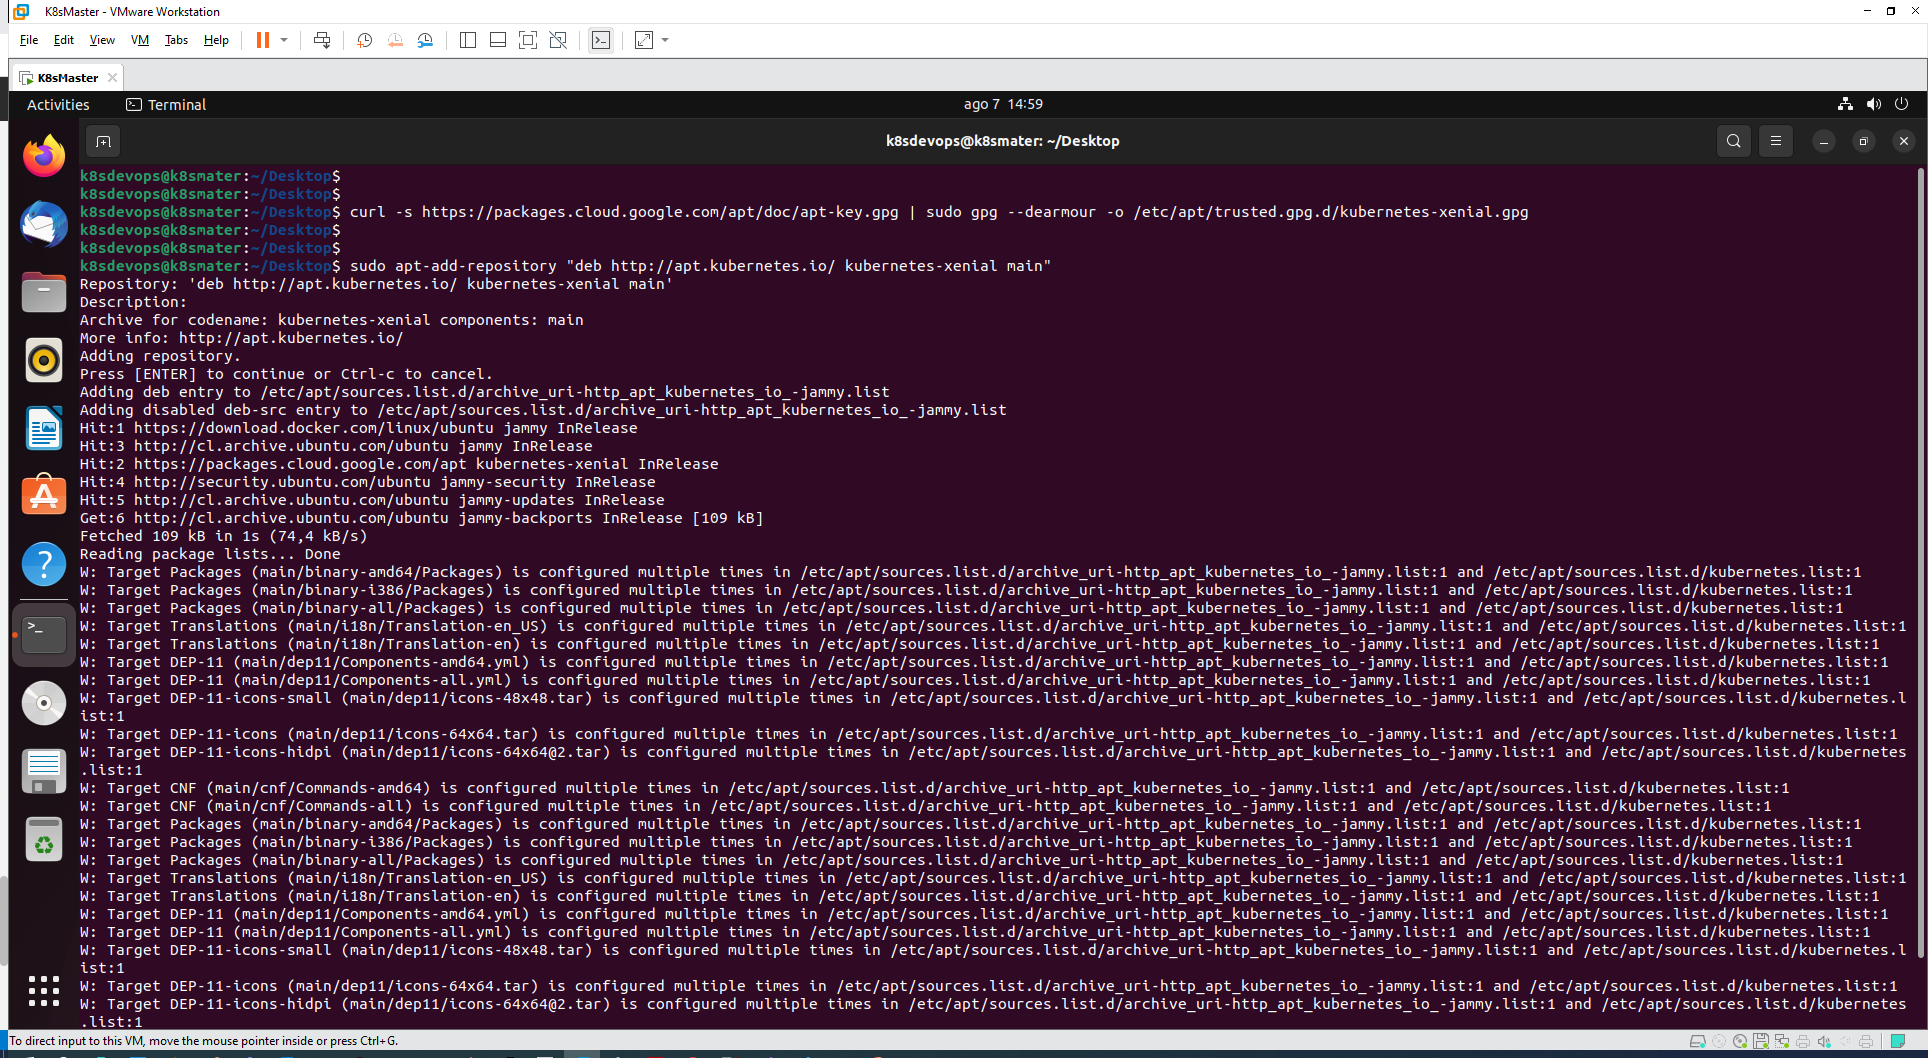 K8sMaster - VMware Workstation
File Edit View VM Tabs Help
K8sMaster
Activities Terminal ago 7 14:59
k8sdevops@k8smater: ~/Desktop
k8sdevops@k8smater:~/Desktop$
k8sdevops@k8smater:~/Desktop$
k8sdevops@k8smater:~/Desktop$ curl -s https://packages.cloud.google.com/apt/doc/apt-key.gpg | sudo gpg --dearmour -o /etc/apt/trusted.gpg.d/kubernetes-xenial.gpg
k8sdevops@k8smater:~/Desktop$
k8sdevops@k8smater:~/Desktop$
k8sdevops@k8smater:~/Desktop$ sudo apt-add-repository "deb http://apt.kubernetes.io/ kubernetes-xenial main"
Repository: 'deb http://apt.kubernetes.io/ kubernetes-xenial main'
Description:
Archive for codename: kubernetes-xenial components: main
More info: http://apt.kubernetes.io/
Adding repository.
Press [ENTER] to continue or Ctrl-c to cancel.
Adding deb entry to /etc/apt/sources.list.d/archive_uri-http_apt_kubernetes_io_-jammy.list
Adding disabled deb-src entry to /etc/apt/sources.list.d/archive_uri-http_apt_kubernetes_io_-jammy.list
Hit:1 https://download.docker.com/linux/ubuntu jammy InRelease
Hit:3 http://cl.archive.ubuntu.com/ubuntu jammy InRelease
Hit:2 https://packages.cloud.google.com/apt kubernetes-xenial InRelease
Hit:4 http://security.ubuntu.com/ubuntu jammy-security InRelease
Hit:5 http://cl.archive.ubuntu.com/ubuntu jammy-updates InRelease
Get:6 http://cl.archive.ubuntu.com/ubuntu jammy-backports InRelease [109 kB]
Fetched 109 kB in 1s (74,4 kB/s)
Reading package lists... Done
W: Target Packages (main/binary-amd64/Packages) is configured multiple times in /etc/apt/sources.list.d/archive_uri-http_apt_kubernetes_io_-jammy.list:1 and /etc/apt/sources.list.d/kubernetes.list:1
W: Target Packages (main/binary-i386/Packages) is configured multiple times in /etc/apt/sources.list.d/archive_uri-http_apt_kubernetes_io_-jammy.list:1 and /etc/apt/sources.list.d/kubernetes.list:1
W: Target Packages (main/binary-all/Packages) is configured multiple times in /etc/apt/sources.list.d/archive_uri-http_apt_kubernetes_io_-jammy.list:1 and /etc/apt/sources.list.d/kubernetes.list:1
W: Target Translations (main/i18n/Translation-en_US) is configured multiple times in /etc/apt/sources.list.d/archive_uri-http_apt_kubernetes_io_-jammy.list:1 and /etc/apt/sources.list.d/kubernetes.list:1
W: Target Translations (main/i18n/Translation-en) is configured multiple times in /etc/apt/sources.list.d/archive_uri-http_apt_kubernetes_io_-jammy.list:1 and /etc/apt/sources.list.d/kubernetes.list:1
W: Target DEP-11 (main/dep11/Components-amd64.yml) is configured multiple times in /etc/apt/sources.list.d/archive_uri-http_apt_kubernetes_io_-jammy.list:1 and /etc/apt/sources.list.d/kubernetes.list:1
W: Target DEP-11 (main/dep11/Components-all.yml) is configured multiple times in /etc/apt/sources.list.d/archive_uri-http_apt_kubernetes_io_-jammy.list:1 and /etc/apt/sources.list.d/kubernetes.list:1
W: Target DEP-11-icons-small (main/dep11/icons-48x48.tar) is configured multiple times in /etc/apt/sources.list.d/archive_uri-http_apt_kubernetes_io_-jammy.list:1 and /etc/apt/sources.list.d/kubernetes.l
ist:1
W: Target DEP-11-icons (main/dep11/icons-64x64.tar) is configured multiple times in /etc/apt/sources.list.d/archive_uri-http_apt_kubernetes_io_-jammy.list:1 and /etc/apt/sources.list.d/kubernetes.list:1
W: Target DEP-11-icons-hidpi (main/dep11/icons-64x64@2.tar) is configured multiple times in /etc/apt/sources.list.d/archive_uri-http_apt_kubernetes_io_-jammy.list:1 and /etc/apt/sources.list.d/kubernetes
.list:1
W: Target CNF (main/cnf/Commands-amd64) is configured multiple times in /etc/apt/sources.list.d/archive_uri-http_apt_kubernetes_io_-jammy.list:1 and /etc/apt/sources.list.d/kubernetes.list:1
W: Target CNF (main/cnf/Commands-all) is configured multiple times in /etc/apt/sources.list.d/archive_uri-http_apt_kubernetes_io_-jammy.list:1 and /etc/apt/sources.list.d/kubernetes.list:1
W: Target Packages (main/binary-amd64/Packages) is configured multiple times in /etc/apt/sources.list.d/archive_uri-http_apt_kubernetes_io_-jammy.list:1 and /etc/apt/sources.list.d/kubernetes.list:1
W: Target Packages (main/binary-i386/Packages) is configured multiple times in /etc/apt/sources.list.d/archive_uri-http_apt_kubernetes_io_-jammy.list:1 and /etc/apt/sources.list.d/kubernetes.list:1
W: Target Packages (main/binary-all/Packages) is configured multiple times in /etc/apt/sources.list.d/archive_uri-http_apt_kubernetes_io_-jammy.list:1 and /etc/apt/sources.list.d/kubernetes.list:1
W: Target Translations (main/i18n/Translation-en_US) is configured multiple times in /etc/apt/sources.list.d/archive_uri-http_apt_kubernetes_io_-jammy.list:1 and /etc/apt/sources.list.d/kubernetes.list:1
W: Target Translations (main/i18n/Translation-en) is configured multiple times in /etc/apt/sources.list.d/archive_uri-http_apt_kubernetes_io_-jammy.list:1 and /etc/apt/sources.list.d/kubernetes.list:1
W: Target DEP-11 (main/dep11/Components-amd64.yml) is configured multiple times in /etc/apt/sources.list.d/archive_uri-http_apt_kubernetes_io_-jammy.list:1 and /etc/apt/sources.list.d/kubernetes.list:1
W: Target DEP-11 (main/dep11/Components-all.yml) is configured multiple times in /etc/apt/sources.list.d/archive_uri-http_apt_kubernetes_io_-jammy.list:1 and /etc/apt/sources.list.d/kubernetes.list:1
W: Target DEP-11-icons-small (main/dep11/icons-48x48.tar) is configured multiple times in /etc/apt/sources.list.d/archive_uri-http_apt_kubernetes_io_-jammy.list:1 and /etc/apt/sources.list.d/kubernetes.l
ist:1
W: Target DEP-11-icons (main/dep11/icons-64x64.tar) is configured multiple times in /etc/apt/sources.list.d/archive_uri-http_apt_kubernetes_io_-jammy.list:1 and /etc/apt/sources.list.d/kubernetes.list:1
W: Target DEP-11-icons-hidpi (main/dep11/icons-64x64@2.tar) is configured multiple times in /etc/apt/sources.list.d/archive_uri-http_apt_kubernetes_io_-jammy.list:1 and /etc/apt/sources.list.d/kubernetes
.list:1
To direct input to this VM, move the mouse pointer inside or press Ctrl+G.